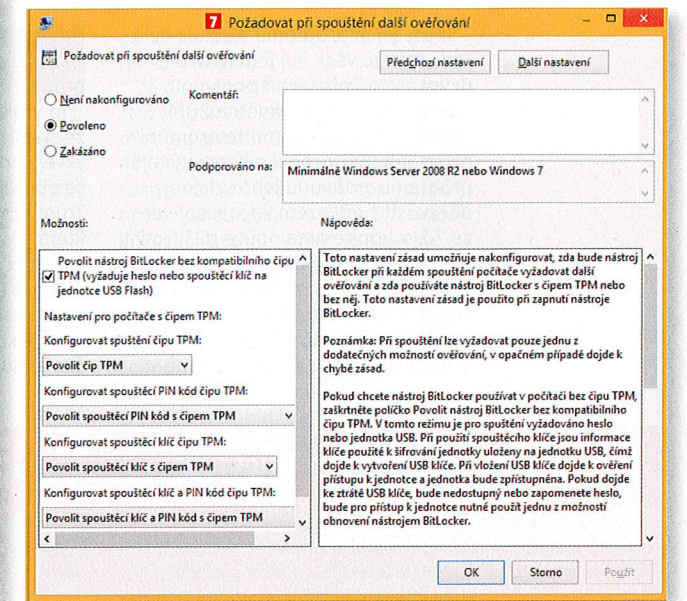 7 Požadovat při spouštění další ověřování
Požadovat při spouštění další ověřování
Předchozí nastavení
Další nastavení
Není nakonfigurováno
Povoleno
Zakázáno
Komentář:
Podporováno na:
Minimálně Windows Server 2008 R2 nebo Windows 7
Možnosti:
Povolit nástroj BitLocker bez kompatibilního čipu
TPM (vyžaduje heslo nebo spouštěcí klíč na
jednotce USB Flash)
Nastavení pro počítače s čipem TPM:
Konfigurovat spuštění čipu TPM:
Povolit čip TPM
Konfigurovat spouštěcí PIN kód čipu TPM:
Povolit spouštěcí PIN kód s čipem TPM
Konfigurovat spouštěcí klíč čipu TPM:
Povolit spouštěcí klíč s čipem TPM
Konfigurovat spouštěcí klíč a PIN kód čipu TPM:
Povolit spouštěcí klíč a PIN kód s čipem TPM
Nápověda:
Toto nastavení zásad umožňuje nakonfigurovat, zda bude nástroj
BitLocker při každém spouštění počítače vyžadovat další
ověřování a zda používáte nástroj BitLocker s čipem TPM nebo
bez něj. Toto nastavení zásad je použito při zapnutí nástroje
BitLocker.
Poznámka: Při spouštění lze vyžadovat pouze jednu z
dodatečných možností ověřování, v opačném případě dojde k
chybě zásad.
Pokud chcete nástroj BitLocker používat v počítači bez čipu TPM,
zaškrtněte políčko Povolit nástroj BitLocker bez kompatibilního
čipu TPM. V tomto režimu je pro spuštění vyžadováno heslo
nebo jednotka USB. Při použití spouštěcího klíče jsou informace
klíče použité k šifrování jednotky uloženy na jednotku USB, čímž
dojde k vytvoření USB klíče. Při vložení USB klíče dojde k ověření
přístupu k jednotce a jednotka bude zpřístupněna. Pokud dojde
ke ztrátě USB klíče, bude nedostupný nebo zapomenete heslo,
bude pro přístup k jednotce nutné použít jednu z možností
obnovení nástrojem BitLocker.
OK
Storno
Použít